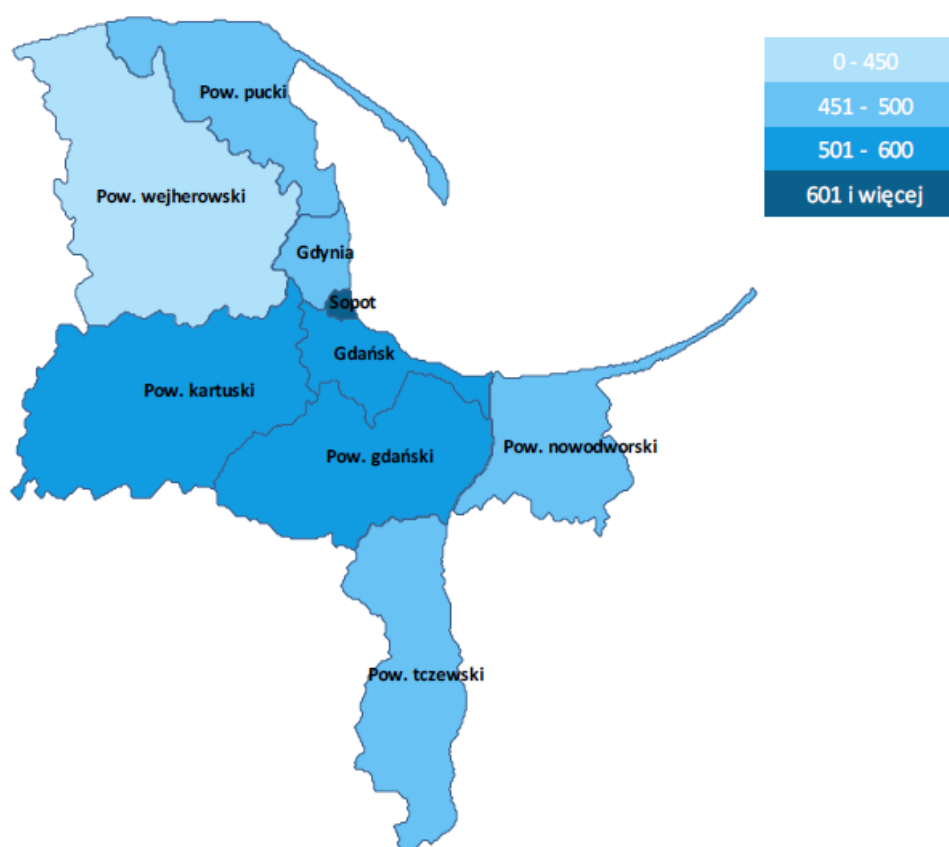 0 - 450
451 - 500
501 - 600
601 i więcej
Pow. pucki
Pow. wejherowski
Gdynia
Sopot
Gdańsk
Pow. kartuski
Pow. gdański
Pow. nowodworski
Pow. tczewski